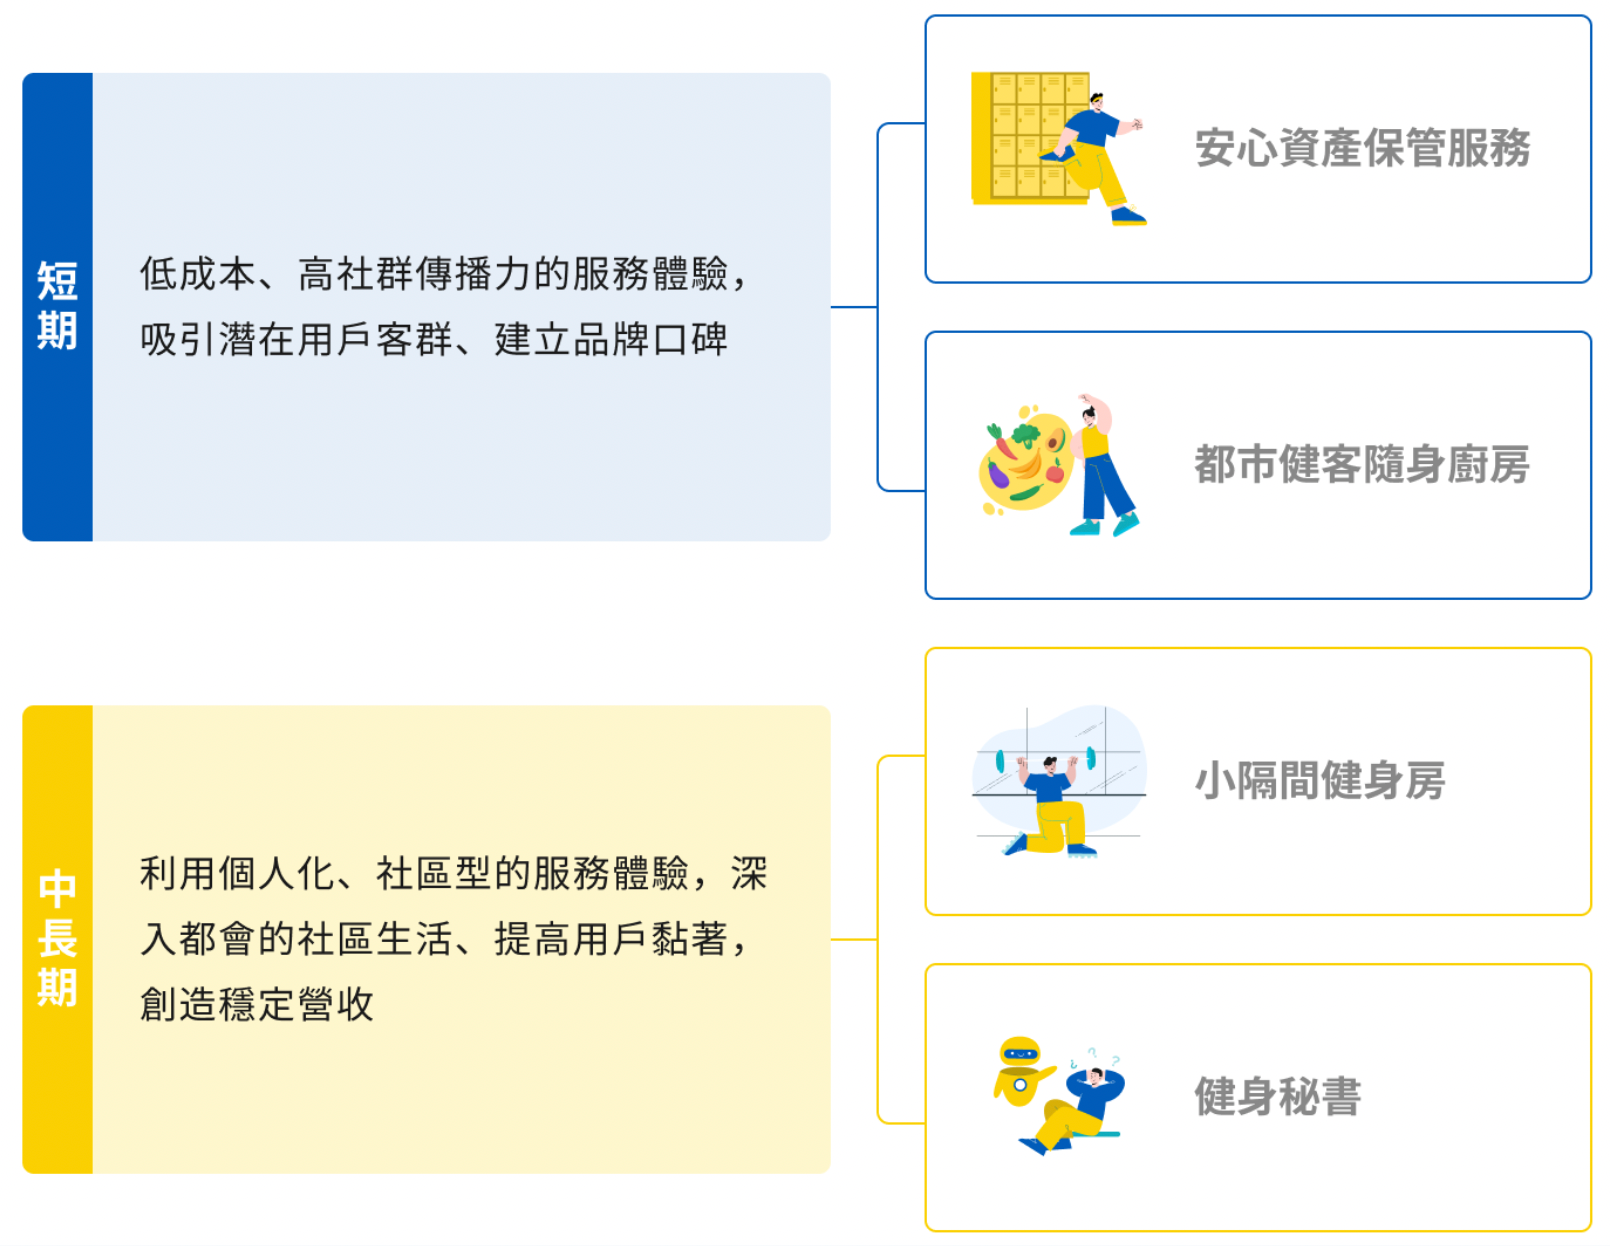 短期
低成本、高社群傳播力的服務體驗，
吸引潛在用戶客群、建立品牌口碑
安心資產保管服務
都市健客隨身廚房
中長期
利用個人化、社區型的服務體驗，深
入都會的社區生活、提高用戶黏著，
創造穩定營收
小隔間健身房
健身秘書
? ? ?